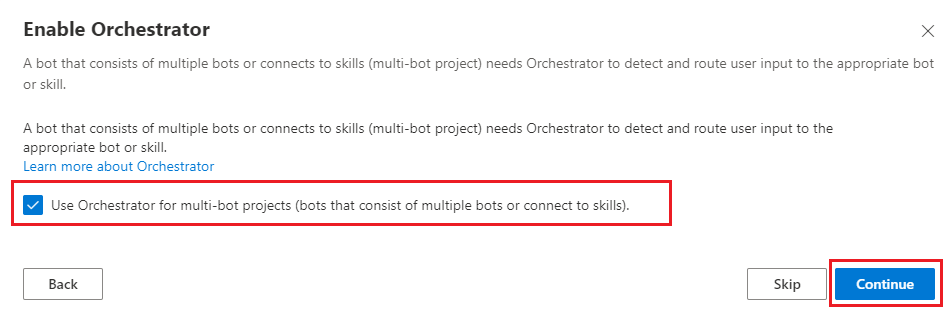 Enable Orchestrator
A bot that consists of multiple bots or connects to skills (multi-bot project) needs Orchestrator to detect and route user input to the appropriate bot
or skill.
A bot that consists of multiple bots or connects to skills (multi-bot project) needs Orchestrator to detect and route user input to the
appropriate bot or skill.
Learn more about Orchestrator
Use Orchestrator for multi-bot projects (bots that consist of multiple bots or connect to skills).
Back
Skip
Continue